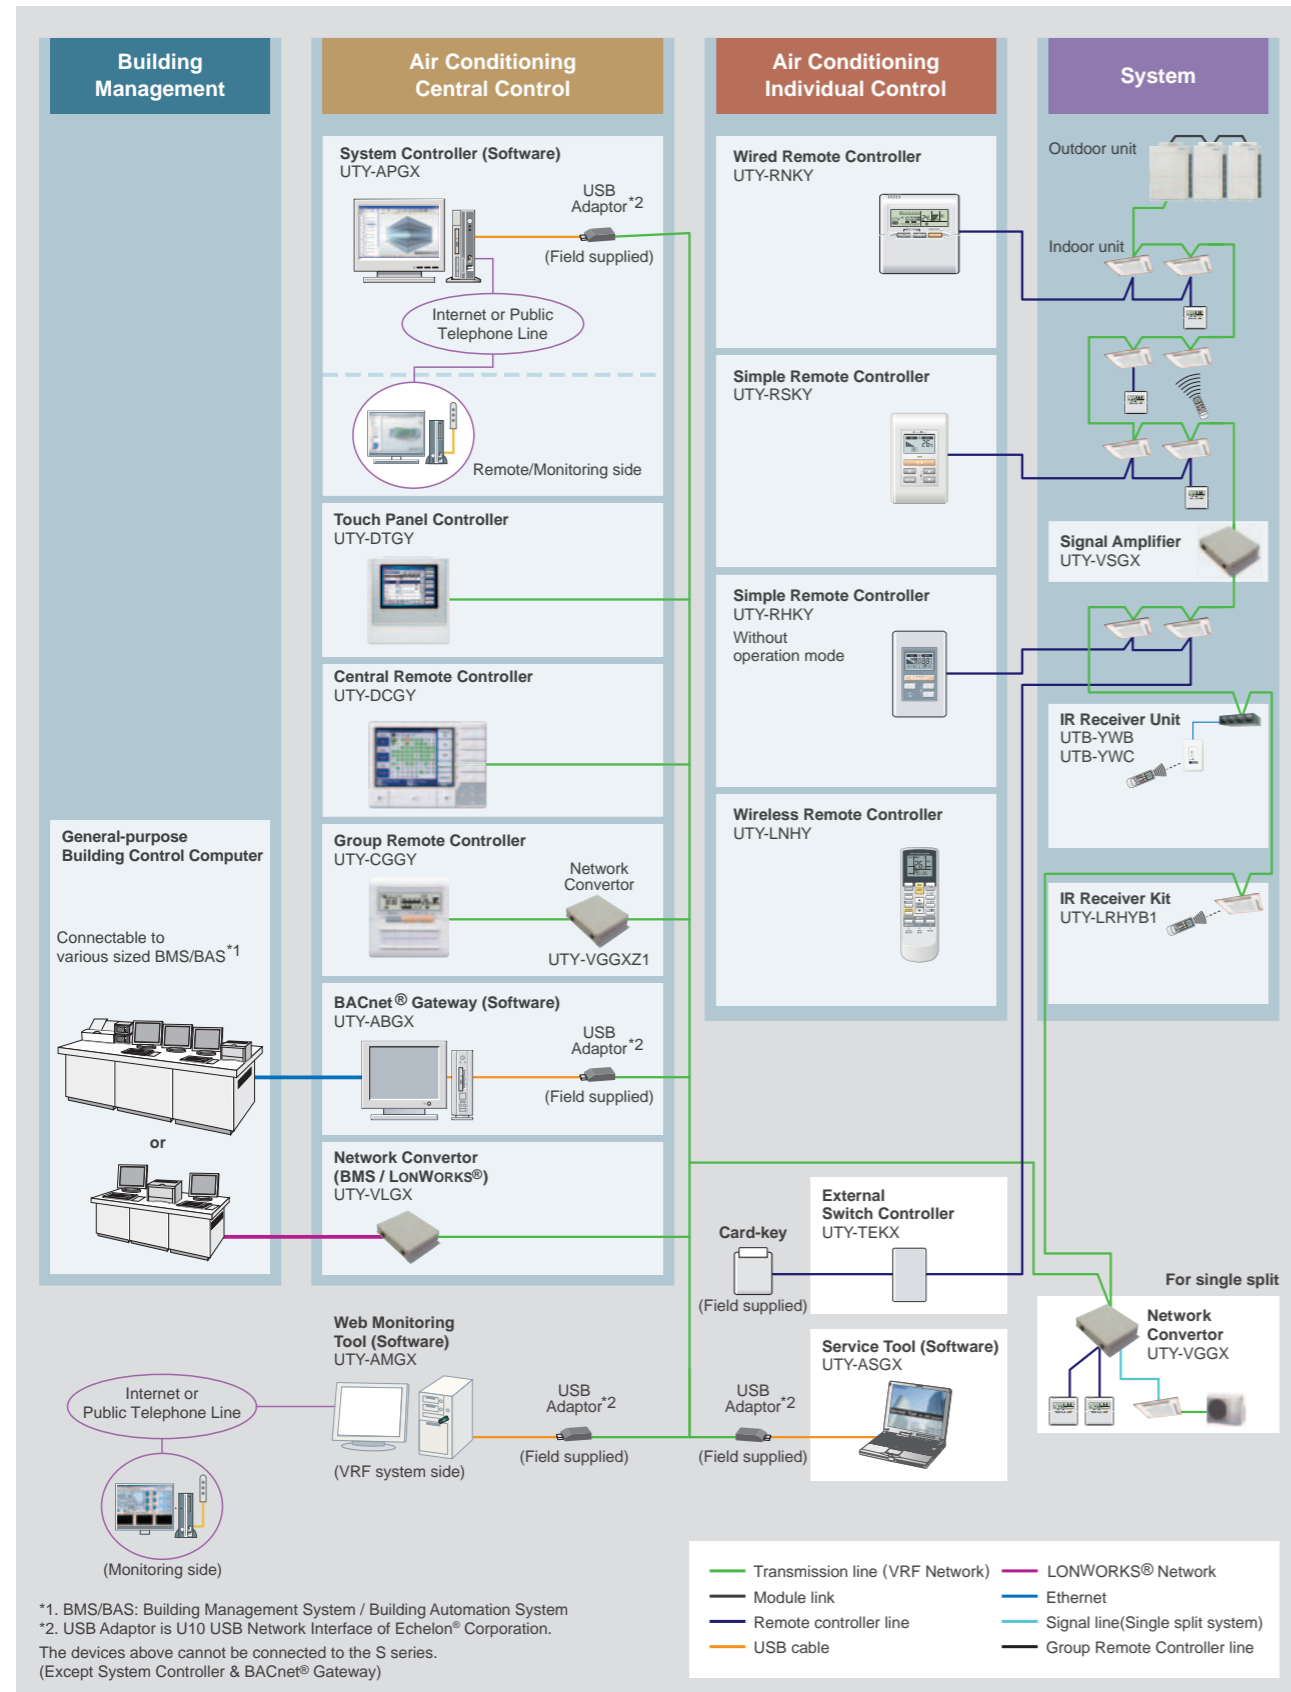 Building
Management
Air Conditioning
Central Control
Air Conditioning
Individual Control
System
System Controller (Software)
UTY-APGX
USB
Adaptor*2
(Field supplied)
Internet or Public
Telephone Line
Remote/Monitoring side
Touch Panel Controller
UTY-DTGY
Central Remote Controller
UTY-DCGY
Group Remote Controller
UTY-CGGY
Network
Convertor
UTY-VGGXZ1
BACnet® Gateway (Software)
UTY-ABGX
USB
Adaptor*2
(Field supplied)
Network Convertor
(BMS / LONWORKS®)
UTY-VLGX
General-purpose
Building Control Computer
Connectable to
various sized BMS/BAS*1
or
Wired Remote Controller
UTY-RNKY
Simple Remote Controller
UTY-RSKY
Simple Remote Controller
UTY-RHKY
Without
operation mode
Wireless Remote Controller
UTY-LNHY
Outdoor unit
Indoor unit
Signal Amplifier
UTY-VSGX
IR Receiver Unit
UTB-YWB
UTB-YWC
IR Receiver Kit
UTY-LRHYB1
External
Switch Controller
UTY-TEKX
Card-key
(Field supplied)
For single split
Network
Convertor
UTY-VGGX
Web Monitoring
Tool (Software)
UTY-AMGX
(VRF system side)
USB
Adaptor*2
(Field supplied)
USB
Adaptor*2
(Field supplied)
Service Tool (Software)
UTY-ASGX
Internet or
Public Telephone Line
(Monitoring side)
Transmission line (VRF Network)
Module link
Remote controller line
USB cable
LONWORKS® Network
Ethernet
Signal line(Single split system)
Group Remote Controller line
*1. BMS/BAS: Building Management System / Building Automation System
*2. USB Adaptor is U10 USB Network Interface of Echelon® Corporation.
The devices above cannot be connected to the S series.
(Except System Controller & BACnet® Gateway)